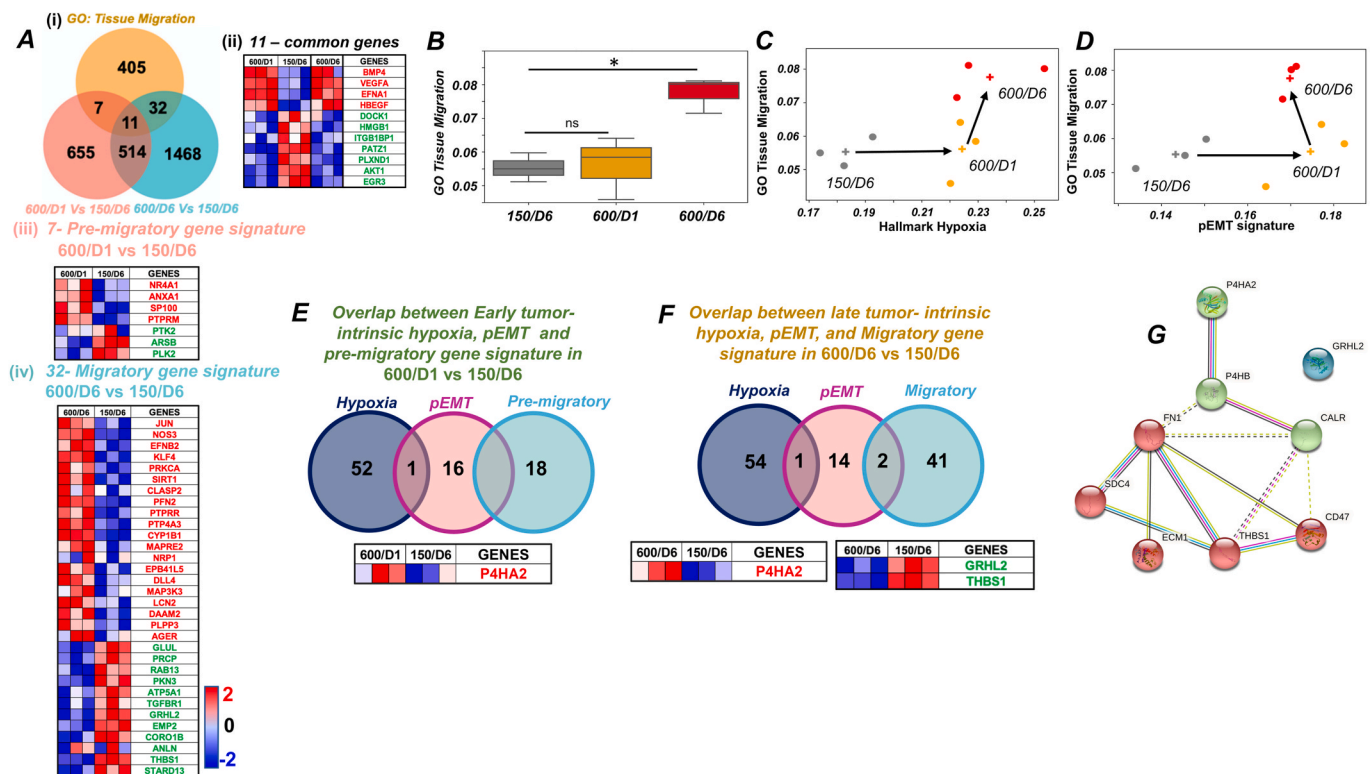 A
(i)
GO: Tissue Migration
405
7
32
11
655
514
1468
600/D1 Vs 150/D6
600/D6 Vs 150/D6
(ii) 11 – common genes
600/D1 150/D6 600/D6
BMP4
VEGFA
EFNA1
HBEGF
DOCK1
HMGB1
ITGB1BP1
PATZ1
PLXND1
AKT1
EGR3
(iii) 7- Pre-migratory gene signature
600/D1 vs 150/D6
600/D1 150/D6 GENES
NR4A1
ANXA1
SP100
PTPRM
PTK2
ARSB
PLK2
(iv) 32- Migratory gene signature
600/D6 vs 150/D6
600/D6 150/D6 GENES
JUN
NOS3
EFNB2
KLF4
PRKCA
SIRT1
CLASP2
PFN2
PTPRR
PTP4A3
CYP1B1
MAPRE2
NRP1
EPB41L5
DLL4
MAP3K3
LCN2
DAAM2
PLPP3
AGER
GLUL
PRCP
RAB13
PKN3
ATP5A1
TGFBR1
GRHL2
EMP2
CORO1B
ANLN
THBS1
STARD13
2
0
-2
B
GO Tissue Migration
0.08
0.07
0.06
0.05
*
ns
150/D6
600/D1
600/D6
C
GO Tissue Migration
0.08
0.07
0.06
0.05
600/D6
600/D1
150/D6
0.17 0.19 0.21 0.23 0.25
Hallmark Hypoxia
D
GO Tissue Migration
0.08
0.07
0.06
0.05
600/D6
600/D1
150/D6
0.14 0.16 0.18
pEMT signature
E
Overlap between Early tumor-
intrinsic hypoxia, pEMT and
pre-migratory gene signature in
600/D1 vs 150/D6
Hypoxia
pEMT
Pre-migratory
52
1
16
18
600/D1 150/D6 GENES
P4HA2
F
Overlap between late tumor- intrinsic
hypoxia, pEMT, and Migratory gene
signature in 600/D6 vs 150/D6
Hypoxia
pEMT
Migratory
54
1
14
2
41
600/D6 150/D6 GENES
P4HA2
600/D6 150/D6 GENES
GRHL2
THBS1
G
P4HA2
GRHL2
P4HB
FN1
CALR
SDC4
CD47
ECM1
THBS1